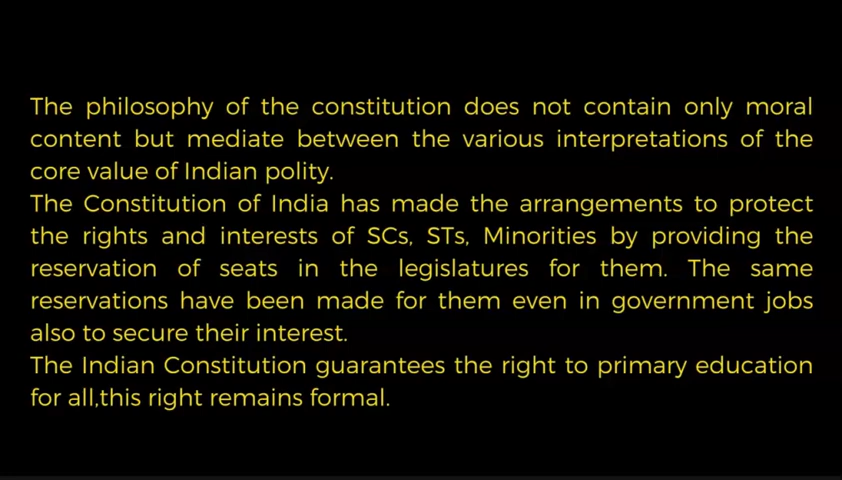 The philosophy of the constitution does not contain only moral
content but mediate between the various interpretations of the
core value of Indian polity.
The Constitution of India has made the arrangements to protect
the rights and interests of SCs, STs, Minorities by providing the
reservation of seats in the legislatures for them. The same
reservations have been made for them even in government jobs
also to secure their interest.
The Indian Constitution guarantees the right to primary education
for all,this right remains formal.